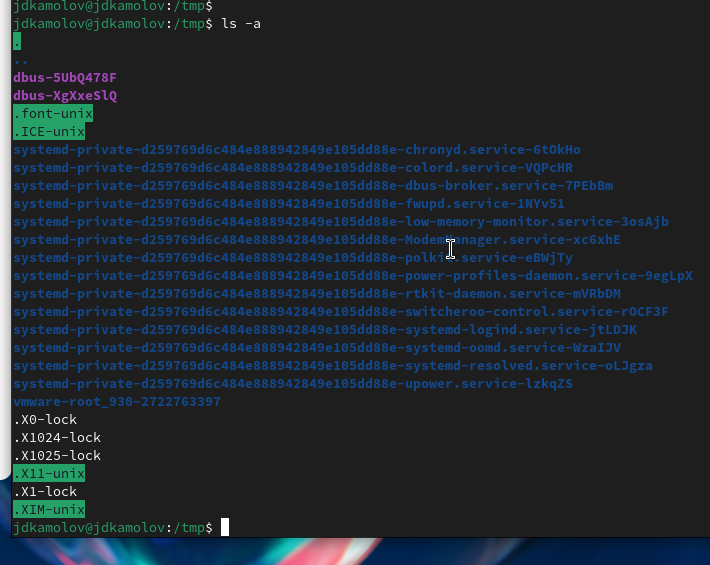 jdkamolov@jdkamolov:/tmp$
jdkamolov@jdkamolov:/tmp$ ls -a
.
..
dbus-5UbQ478F
dbus-XgXxeSlQ
.font-unix
.ICE-unix
systemd-private-d259769d6c484e888942849e105dd88e-chronyd.service-6tOkHo
systemd-private-d259769d6c484e888942849e105dd88e-colord.service-VQPcHR
systemd-private-d259769d6c484e888942849e105dd88e-dbus-broker.service-7PEbBm
systemd-private-d259769d6c484e888942849e105dd88e-fwupd.service-1NYv51
systemd-private-d259769d6c484e888942849e105dd88e-low-memory-monitor.service-3osAjb
systemd-private-d259769d6c484e888942849e105dd88e-ModemManager.service-xc6xhE
systemd-private-d259769d6c484e888942849e105dd88e-polkit.service-eBWjTy
systemd-private-d259769d6c484e888942849e105dd88e-power-profiles-daemon.service-9egLpX
systemd-private-d259769d6c484e888942849e105dd88e-rtkit-daemon.service-mVRbDM
systemd-private-d259769d6c484e888942849e105dd88e-switcheroo-control.service-rOCF3F
systemd-private-d259769d6c484e888942849e105dd88e-systemd-logind.service-jtLDJK
systemd-private-d259769d6c484e888942849e105dd88e-systemd-oomd.service-WzaIJV
systemd-private-d259769d6c484e888942849e105dd88e-systemd-resolved.service-oLJgza
systemd-private-d259769d6c484e888942849e105dd88e-upower.service-lzkqZS
vmware-root_930-2722763397
.X0-lock
.X1024-lock
.X1025-lock
.X11-unix
.X1-lock
.XIM-unix
jdkamolov@jdkamolov:/tmp$